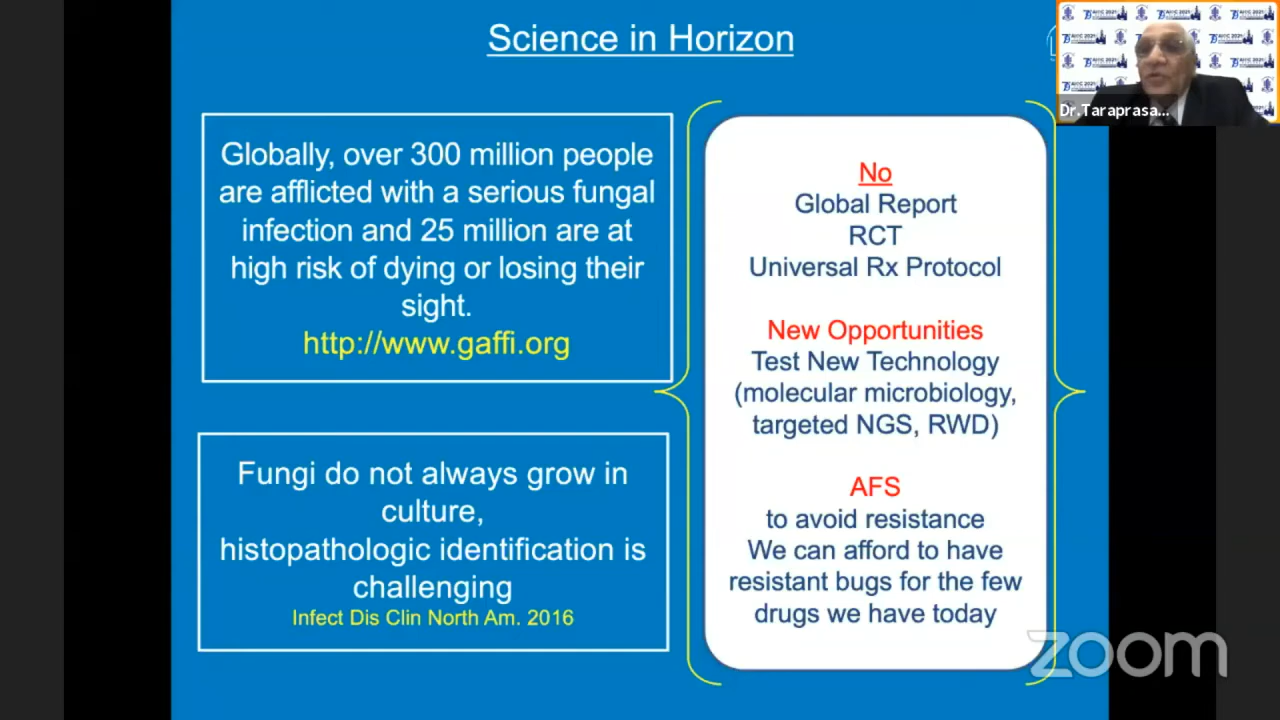 Science in Horizon
Globally, over 300 million people
are afflicted with a serious fungal
infection and 25 million are at
high risk of dying or losing their
sight.
http://www.gaffi.org
Fungi do not always grow in
culture,
histopathologic identification is
challenging
Infect Dis Clin North Am. 2016
No
Global Report
RCT
Universal Rx Protocol
New Opportunities
Test New Technology
(molecular microbiology,
targeted NGS, RWD)
AFS
to avoid resistance
We can afford to have
resistant bugs for the few
drugs we have today
Dr.Taraprasa...
zoom